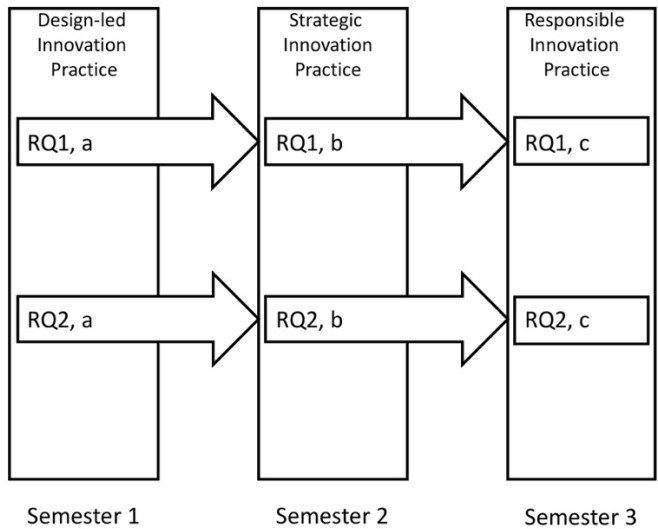 Design-led
Innovation
Practice
Strategic
Innovation
Practice
Responsible
Innovation
Practice
RQ1, a
RQ1, b
RQ1, c
RQ2, a
RQ2, b
RQ2, c
Semester 1
Semester 2
Semester 3